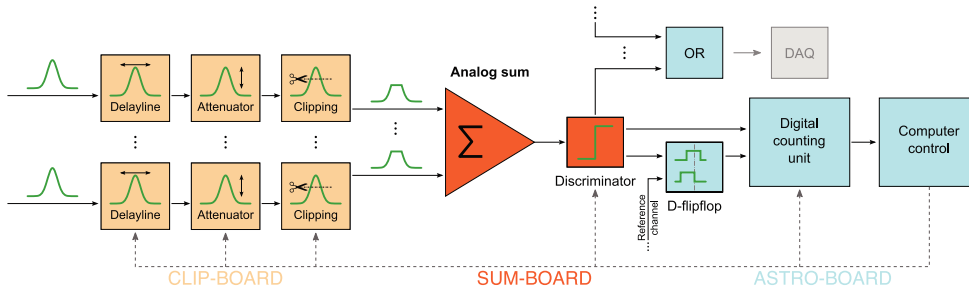 Delayline
Attenuator
Clipping
Analog sum
OR
DAQ
Σ
Discriminator
Reference
channel
D-flipflop
Digital
counting
unit
Computer
control
Delayline
Attenuator
Clipping
CLIP-BOARD
SUM-BOARD
ASTRO-BOARD